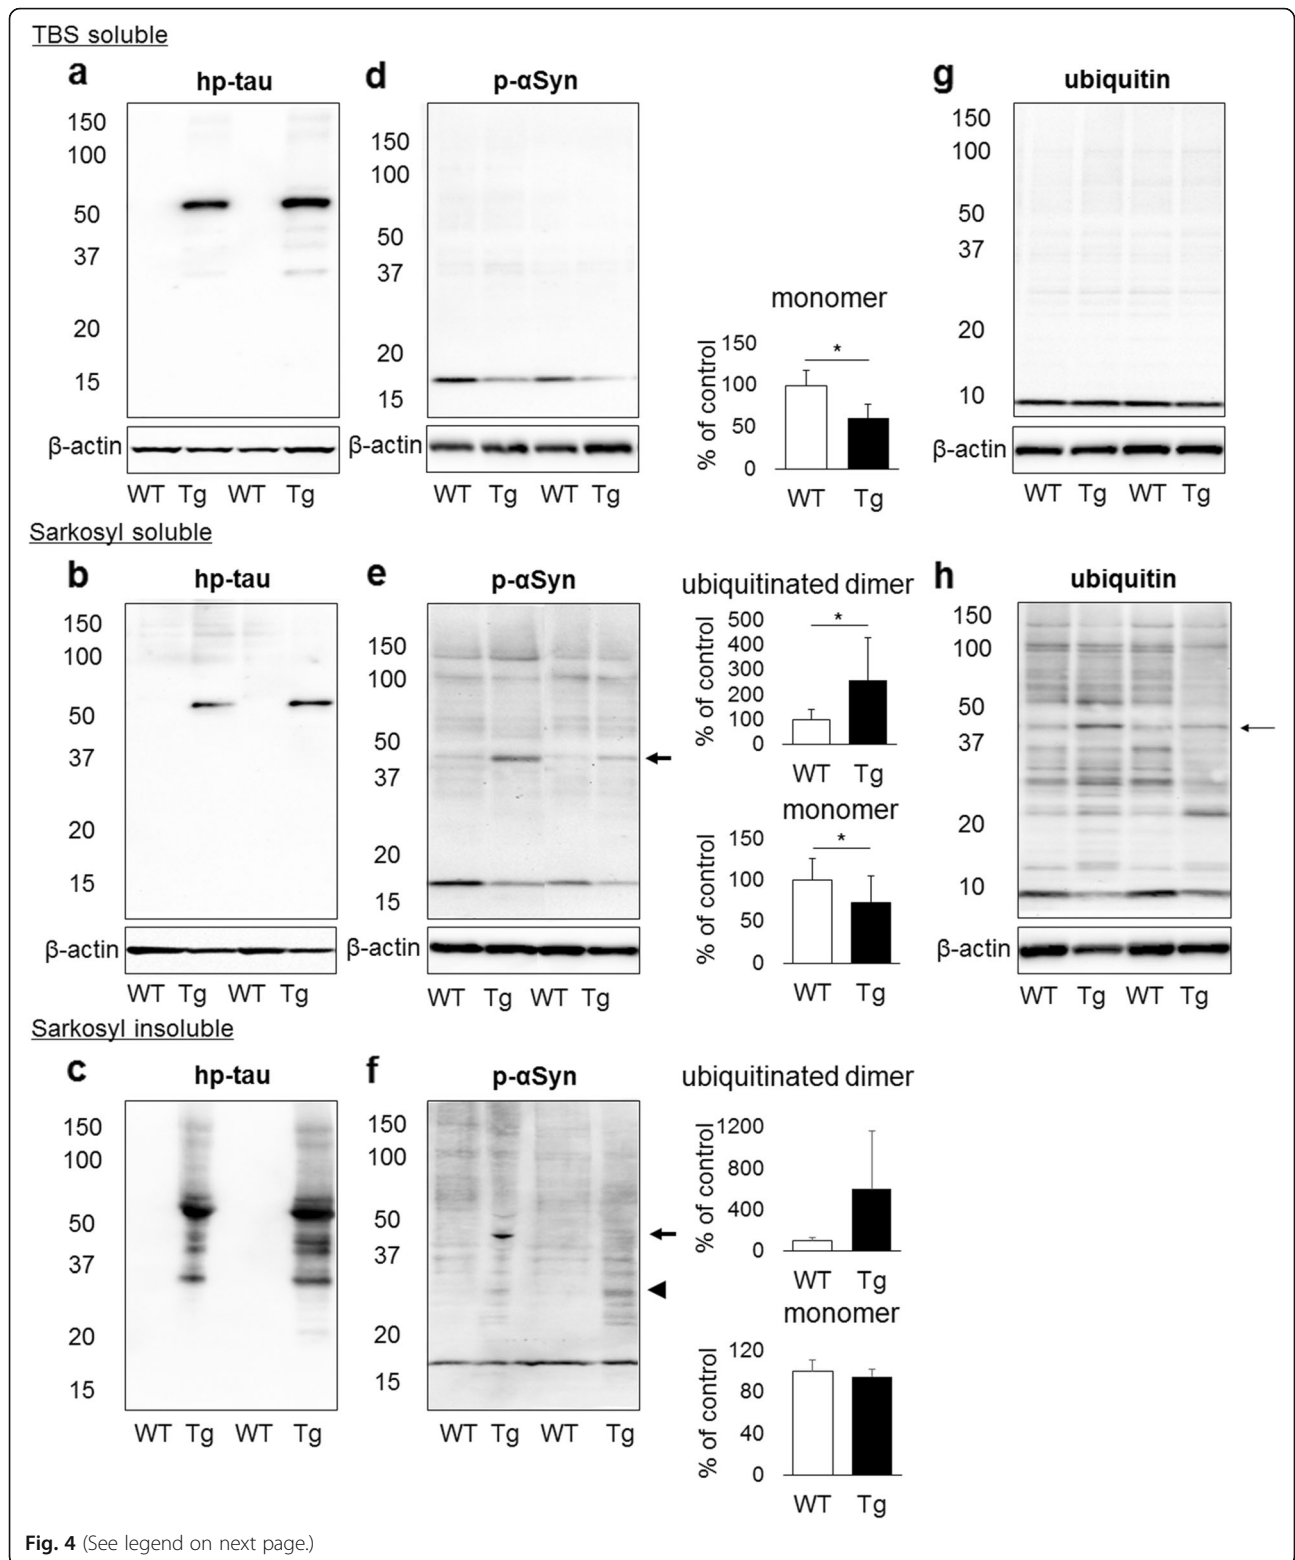 TBS soluble
a
hp-tau
150
100
50
37
20
15
β-actin
WT Tg WT Tg
d
p-αSyn
150
100
50
37
20
15
β-actin
WT Tg WT Tg
monomer
% of control
150
100
50
0
*
WT Tg
g
ubiquitin
150
100
50
37
20
10
β-actin
WT Tg WT Tg
Sarkosyl soluble
b
hp-tau
150
100
50
37
20
15
β-actin
WT Tg WT Tg
e
p-αSyn
150
100
50
37
20
15
β-actin
WT Tg WT Tg
ubiquitinated dimer
% of control
500
400
300
200
100
0
*
WT Tg
monomer
% of control
150
100
50
0
*
WT Tg
h
ubiquitin
150
100
50
37
20
10
β-actin
WT Tg WT Tg
Sarkosyl insoluble
c
hp-tau
150
100
50
37
20
15
WT Tg WT Tg
f
p-αSyn
150
100
50
37
20
15
WT Tg WT Tg
ubiquitinated dimer
% of control
1200
800
400
0
WT Tg
monomer
% of control
120
80
40
0
WT Tg
Fig. 4 (See legend on next page.)